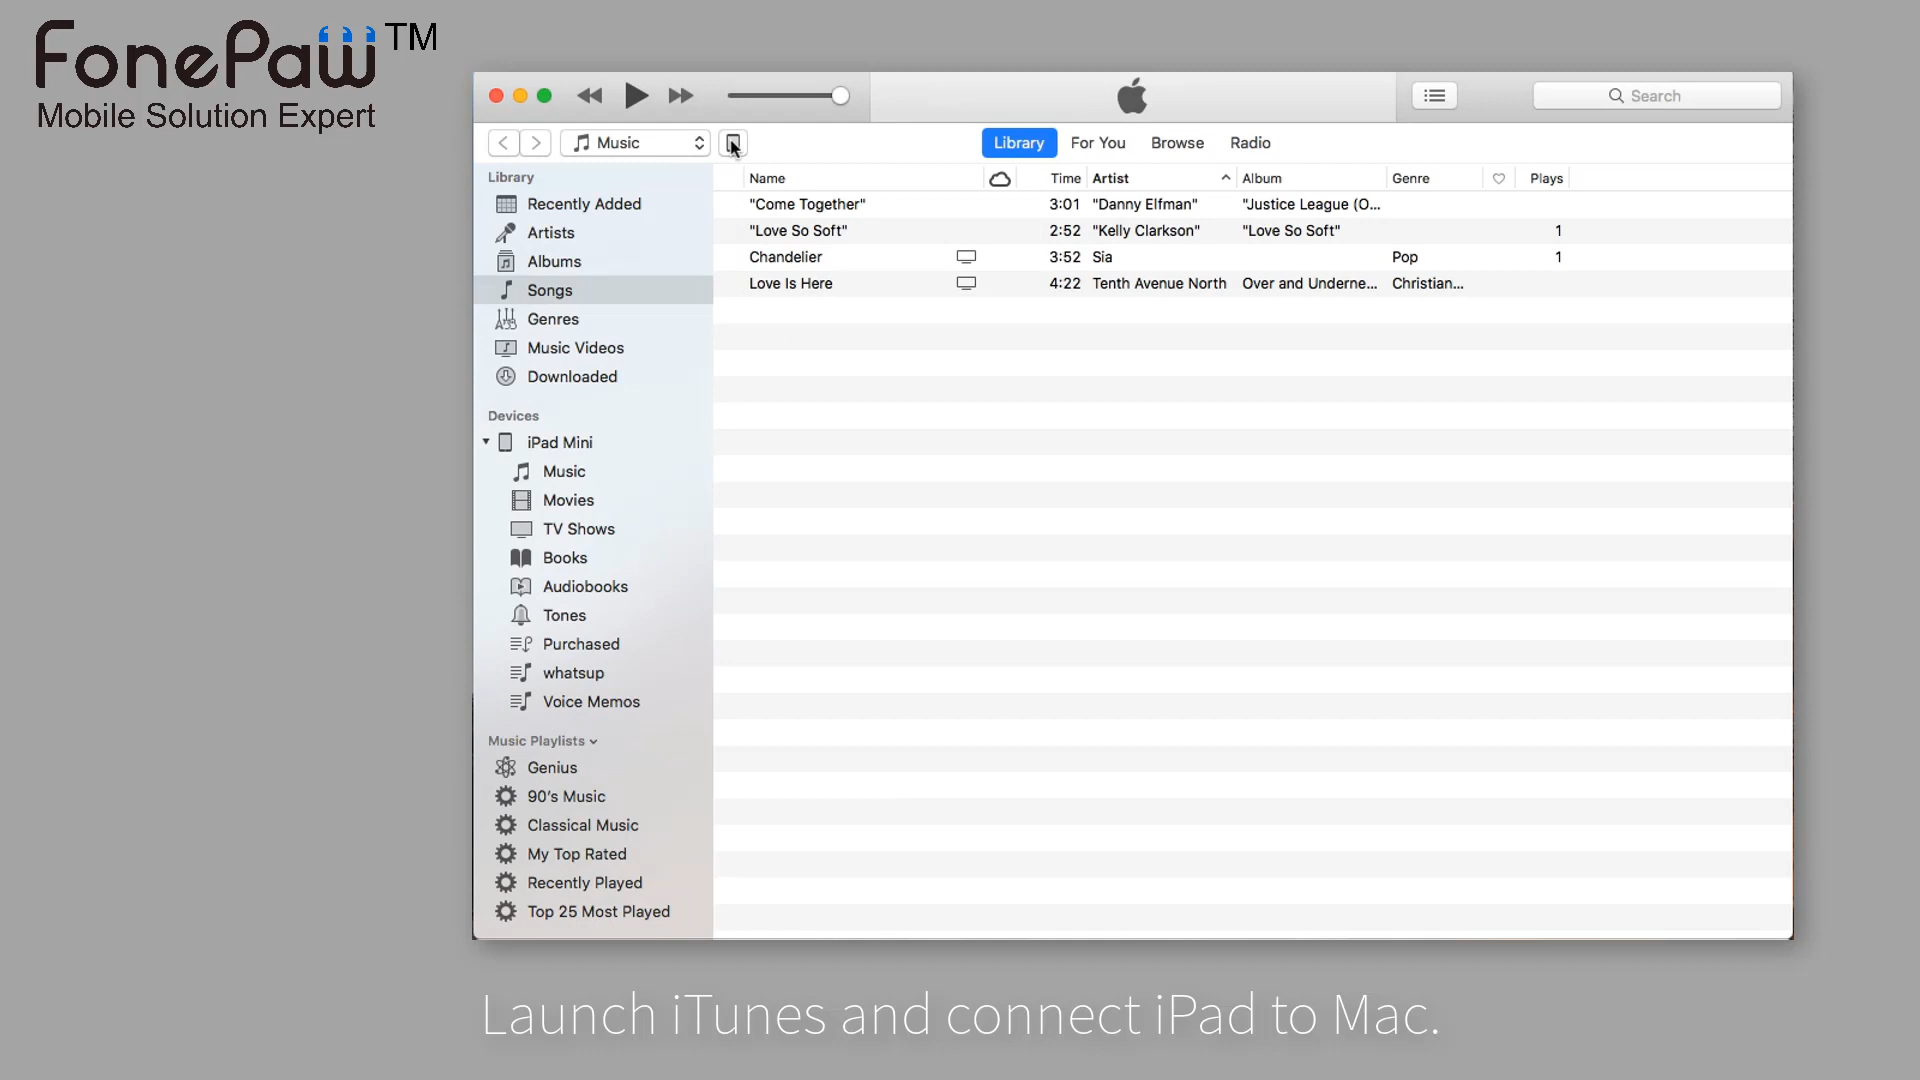 FonePaw™
Mobile Solution Expert
Search
Music
Library For You Browse Radio
Library
Recently Added
Artists
Albums
Songs
Genres
Music Videos
Downloaded
Devices
iPad Mini
Music
Movies
TV Shows
Books
Audiobooks
Tones
Purchased
whatsup
Voice Memos
Music Playlists
Genius
90's Music
Classical Music
My Top Rated
Recently Played
Top 25 Most Played
Name Time Artist Album Genre Plays
"Come Together" 3:01 "Danny Elfman" "Justice League (O...
"Love So Soft" 2:52 "Kelly Clarkson" "Love So Soft" 1
Chandelier 3:52 Sia Pop 1
Love Is Here 4:22 Tenth Avenue North Over and Underne... Christian...
Launch iTunes and connect iPad to Mac.